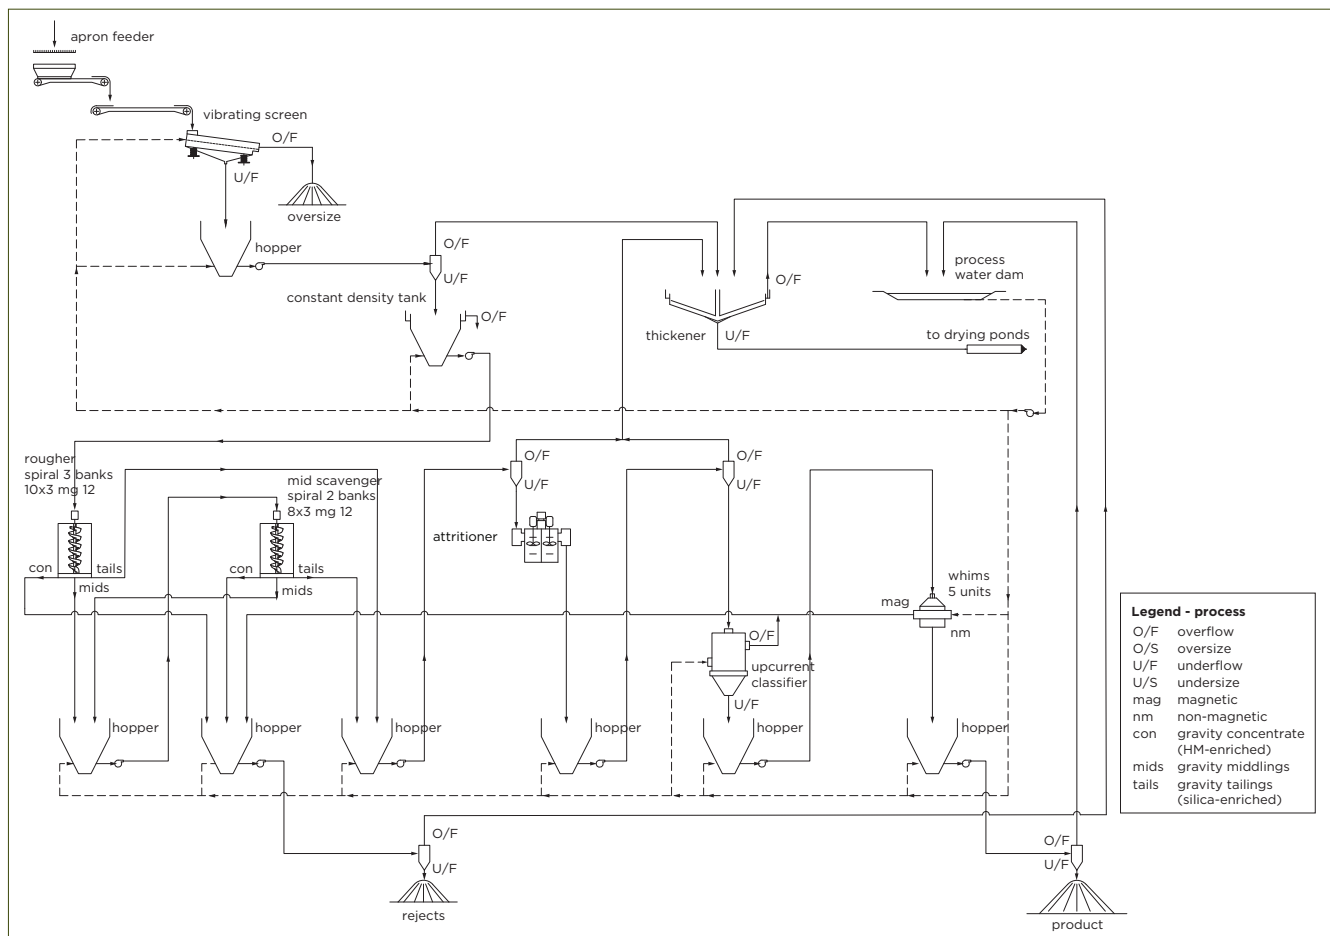 apron feeder
vibrating screen
O/F
U/F
oversize
hopper
O/F
U/F
constant density tank
O/F
O/F
thickener
U/F
process
water dam
to drying ponds
rougher
spiral 3 banks
10x3 mg 12
mid scavenger
spiral 2 banks
8x3 mg 12
O/F
U/F
O/F
U/F
attritioner
con
tails
mids
con
tails
mids
whims
5 units
mag
nm
O/F
upcurrent
classifier
U/F
hopper
hopper
hopper
hopper
hopper
hopper
O/F
U/F
rejects
O/F
U/F
product
Legend - process
O/F overflow
O/S oversize
U/F underflow
U/S undersize
mag magnetic
nm non-magnetic
con gravity concentrate
(HM-enriched)
mids gravity middlings
tails gravity tailings
(silica-enriched)